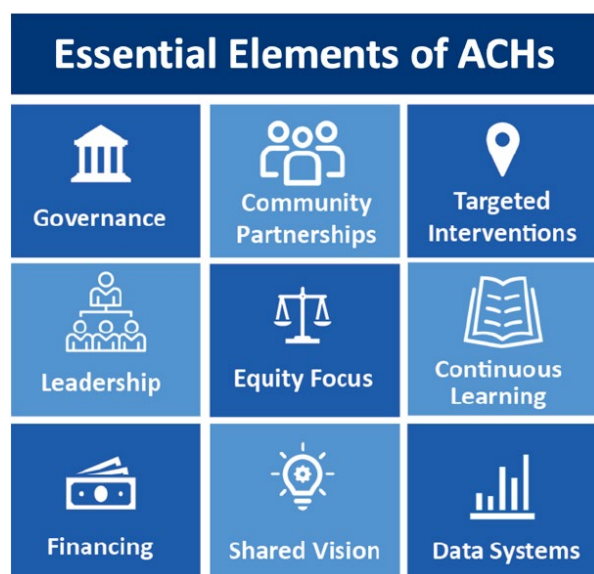 Essential Elements of ACHs
Governance
Community
Partnerships
Targeted
Interventions
Leadership
Equity Focus
Continuous
Learning
Financing
Shared Vision
Data Systems